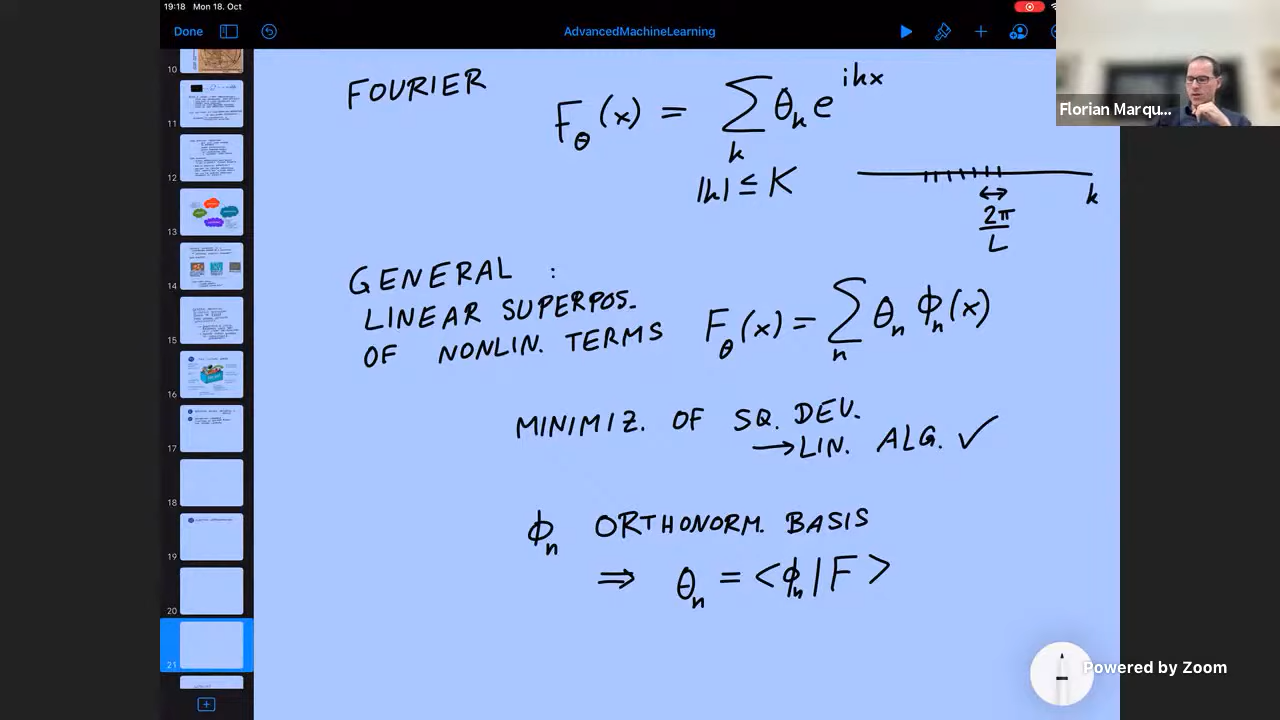 19:18 Mon 18. Oct
Done
AdvancedMachineLearning
Florian Marqu...
10
11
12
13
14
15
16
17
18
19
20
21
FOURIER
F_θ(x) = Σ_k θ_k e^{ikx}
|k| ≤ K
k
2π/L
GENERAL :
LINEAR SUPERPOS.
OF NONLIN. TERMS F_θ(x) = Σ_n θ_n ϕ_n(x)
MINIMIZ. OF SQ. DEV.
→ LIN. ALG. ✓
ϕ_n ORTHONORM. BASIS
⇒ θ_n = <ϕ_n|F>
Powered by Zoom